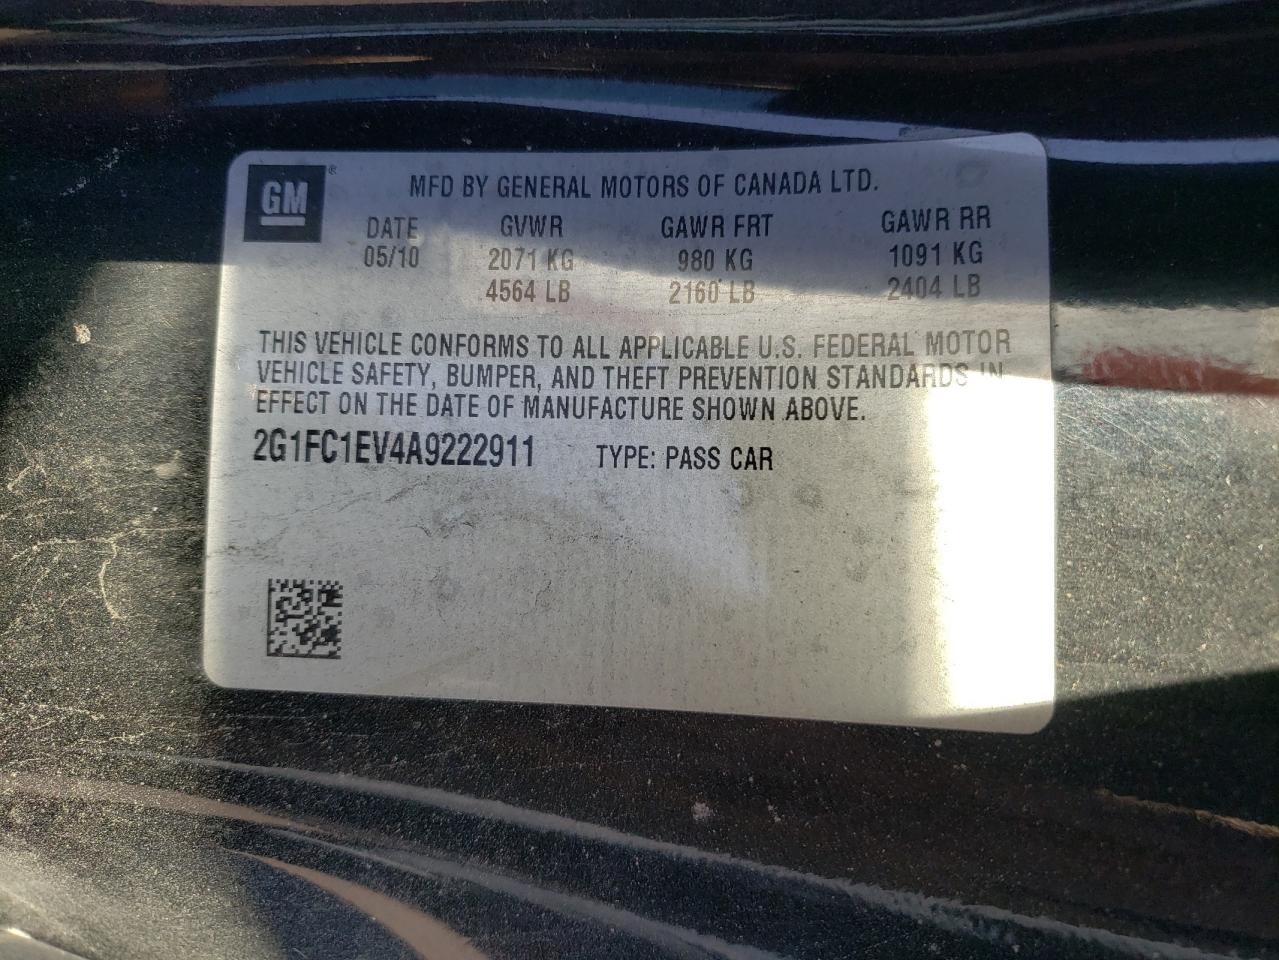 GM ® MFD BY GENERAL MOTORS OF CANADA LTD.
DATE GVWR GAWR FRT GAWR RR
05/10 2071 KG 980 KG 1091 KG
4564 LB 2160 LB 2404 LB
THIS VEHICLE CONFORMS TO ALL APPLICABLE U.S. FEDERAL MOTOR
VEHICLE SAFETY, BUMPER, AND THEFT PREVENTION STANDARDS IN
EFFECT ON THE DATE OF MANUFACTURE SHOWN ABOVE.
2G1FC1EV4A9222911 TYPE: PASS CAR